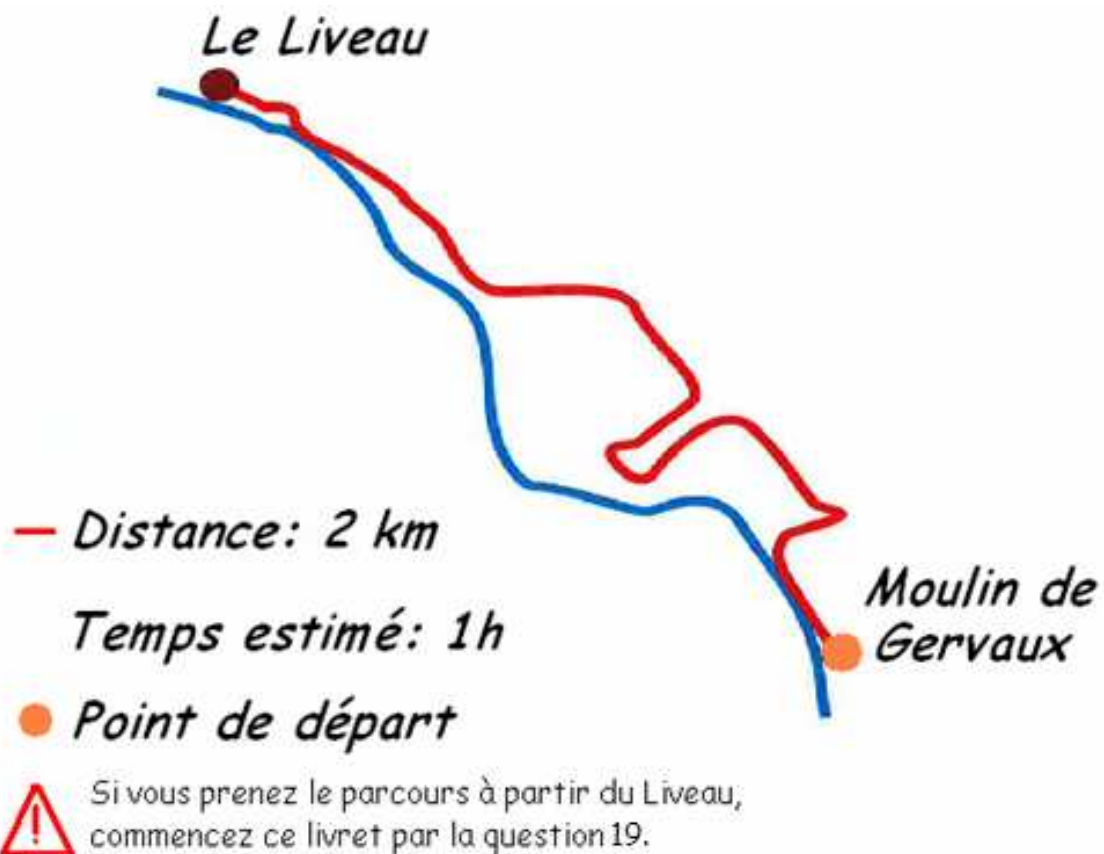 Le Liveau
Distance: 2 km
Temps estimé: 1h
Moulin de
Gervaux
Point de départ
Si vous prenez le parcours à partir du Liveau,
commencez ce livret par la question 19.